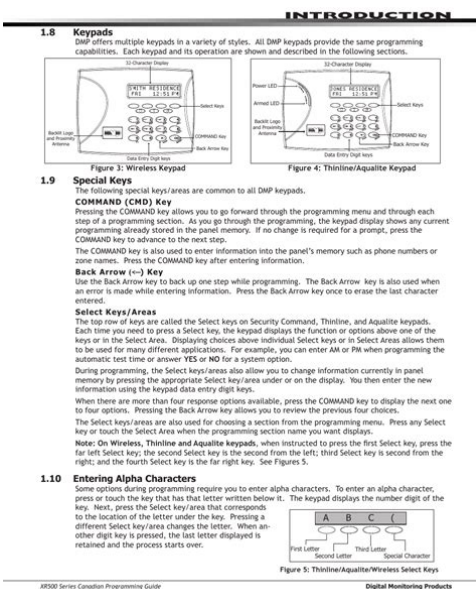 INTRODUCTION
1.8 Keypads
DMP offers multiple keypads in a variety of styles. All DMP keypads provide the same programming
capabilities. Each keypad and its operation are shown and described in the following sections.
32-Character Display
SMITH RESIDENCE
FRI 12:51 PM
Select Keys
Backlit Logo
and Proximity
Antenna
COMMAND Key
Back Arrow Key
Data Entry Digit keys
Figure 3: Wireless Keypad
32-Character Display
Power LED
JONES RESIDENCE
FRI 12:51 PM
Armed LED
Select Keys
Backlit Logo
and Proximity
Antenna
COMMAND Key
Back Arrow Key
Data Entry Digit Keys
Figure 4: Thinline/Aqualite Keypad
1.9 Special Keys
The following special keys/areas are common to all DMP keypads.
COMMAND (CMD) Key
Pressing the COMMAND key allows you to go forward through the programming menu and through each
step of a programming section. As you go through the programming, the keypad display shows any current
programming already stored in the panel memory. If no change is required for a prompt, press the
COMMAND key to advance to the next step.
The COMMAND key is also used to enter information into the panel's memory such as phone numbers or
zone names. Press the COMMAND key after entering information.
Back Arrow (<—) Key
Use the Back Arrow key to back up one step while programming. The Back Arrow key is also used when
an error is made while entering information. Press the Back Arrow key once to erase the last character
entered.
Select Keys/Areas
The top row of keys are called the Select keys on Security Command, Thinline, and Aqualite keypads.
Each time you need to press a Select key, the keypad displays the function or options above one of the
keys or in the Select Area. Displaying choices above individual Select keys or in Select Areas allows them
to be used for many different applications. For example, you can enter AM or PM when programming the
automatic test time or answer YES or NO for a system option.
During programming, the Select keys/areas also allow you to change information currently in panel
memory by pressing the appropriate Select key/area under or on the display. You then enter the new
information using the keypad data entry digit keys.
When there are more than four response options available, press the COMMAND key to display the next one
to four options. Pressing the Back Arrow key allows you to review the previous four choices.
The Select keys/areas are also used for choosing a section from the programming menu. Press any Select
key or touch the Select Area when the programming section name you want displays.
Note: On Wireless, Thinline and Aqualite keypads, when instructed to press the first Select key, press the
far left Select key; the second Select key is the second from the left; third Select key is second from the
right; and the fourth Select key is the far right key. See Figures 5.
1.10 Entering Alpha Characters
Some options during programming require you to enter alpha characters. To enter an alpha character,
press or touch the key that has that letter written below it. The keypad displays the number digit of the
key. Next, press the Select key/area that corresponds
to the location of the letter under the key. Pressing a
different Select key/area changes the letter. When an-
other digit key is pressed, the last letter displayed is
retained and the process starts over.
A B C (
First Letter
Second Letter
Third Letter
Special Character
Figure 5: Thinline/Aqualite/Wireless Select Keys
XR500 Series Canadian Programming Guide
Digital Monitoring Products